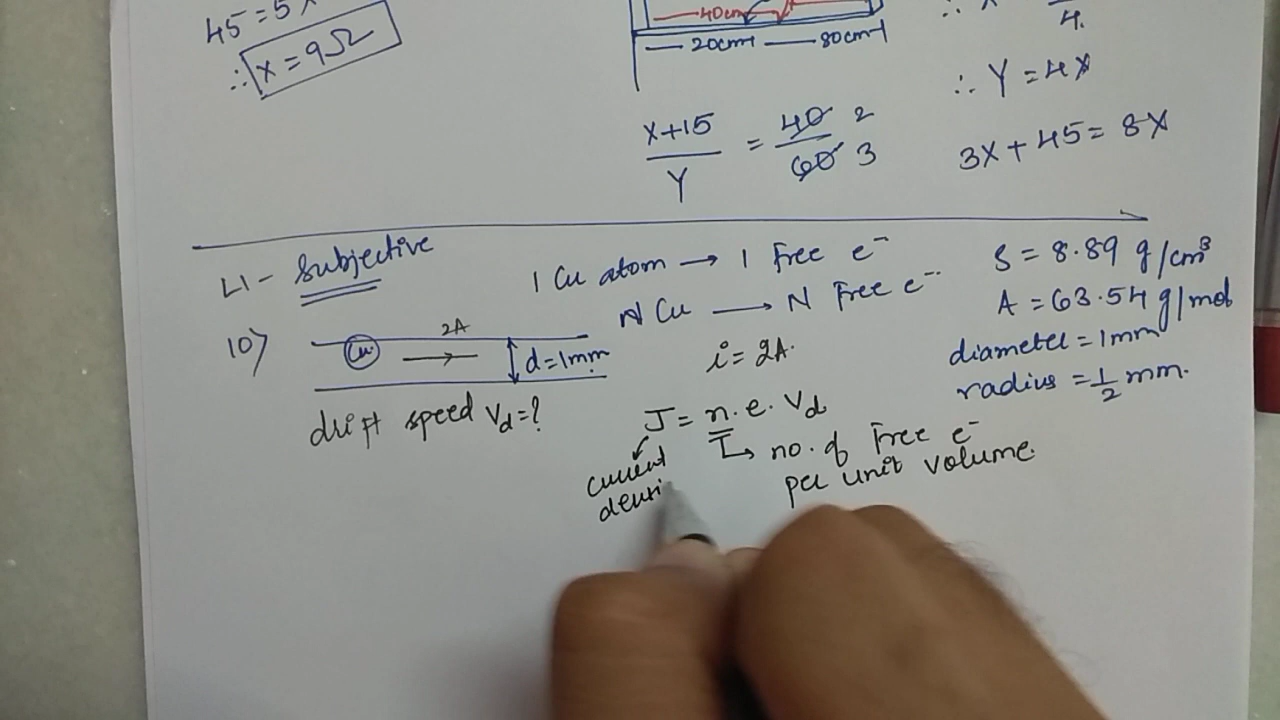 45 = 5x
∴ x = 9Ω
40cm
20cm 80cm
4.
∴ Y = 4X
X+15 / Y = 40 / 60 2 / 3
3X + 45 = 8X
L1 - Subjective
1 Cu atom → 1 Free e⁻
N Cu → N Free e⁻
S = 8.89 g/cm³
A = 63.54 g/mol
diameter = 1mm
radius = 1/2 mm.
10)
Cu
2A
d=1mm
i = 2A.
drift speed Vd = ?
J = n. e. Vd
no. of Free e⁻
per unit volume.
current
densi